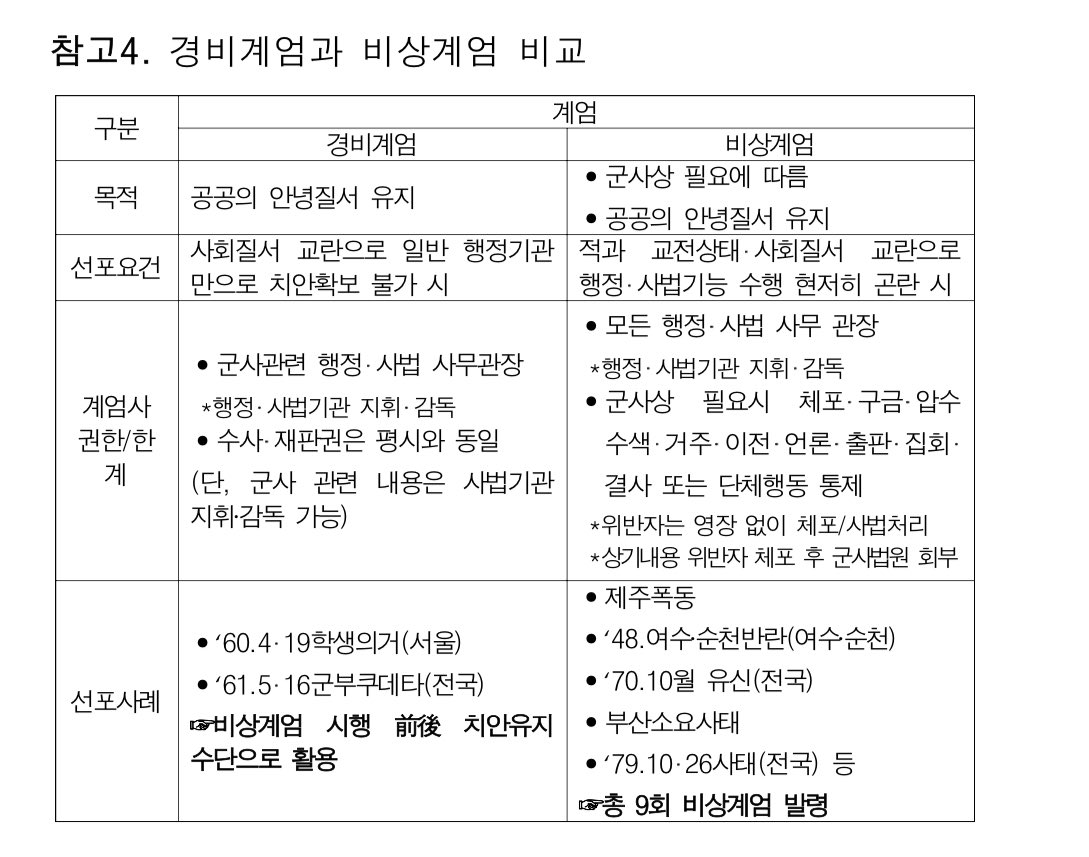 참고4. 경비계엄과 비상계엄 비교
구분
계엄
경비계엄
비상계엄
목적
공공의 안녕질서 유지
● 군사상 필요에 따름
● 공공의 안녕질서 유지
선포요건
사회질서 교란으로 일반 행정기관
만으로 치안확보 불가 시
적과 교전상태·사회질서 교란으로
행정·사법기능 수행 현저히 곤란 시
계엄사
권한/한
계
● 군사관련 행정·사법 사무관장
*행정·사법기관 지휘·감독
● 수사·재판권은 평시와 동일
(단, 군사 관련 내용은 사법기관
지휘·감독 가능)
● 모든 행정·사법 사무 관장
*행정·사법기관 지휘·감독
● 군사상 필요시 체포·구금·압수
수색·거주·이전·언론·출판·집회·
결사 또는 단체행동 통제
*위반자는 영장 없이 체포/사법처리
*상기내용 위반자 체포 후 군사법원 회부
선포사례
● ‘60.4·19학생의거(서울)
● ‘61.5·16군부쿠데타(전국)
☞비상계엄 시행 前後 치안유지
수단으로 활용
● 제주폭동
● ‘48.여수·순천반란(여수·순천)
● ‘70.10월 유신(전국)
● 부산소요사태
● ‘79.10·26사태(전국) 등
☞총 9회 비상계엄 발령